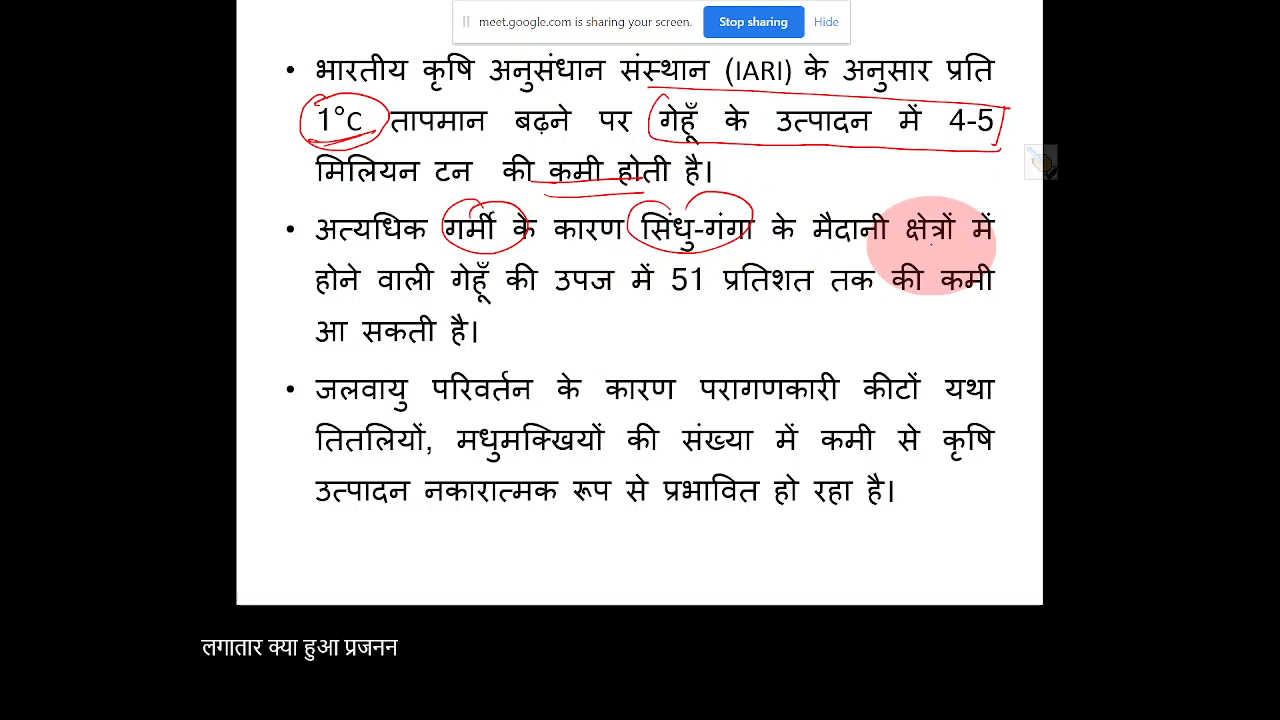 meet.google.com is sharing your screen. Stop sharing Hide
• भारतीय कृषि अनुसंधान संस्थान (IARI) के अनुसार प्रति
1°C तापमान बढ़ने पर गेहूँ के उत्पादन में 4-5
मिलियन टन की कमी होती है।
• अत्यधिक गर्मी के कारण सिंधु-गंगा के मैदानी क्षेत्रों में
होने वाली गेहूँ की उपज में 51 प्रतिशत तक की कमी
आ सकती है।
• जलवायु परिवर्तन के कारण परागणकारी कीटों यथा
तितलियों, मधुमक्खियों की संख्या में कमी से कृषि
उत्पादन नकारात्मक रूप से प्रभावित हो रहा है।
लगातार क्या हुआ प्रजनन